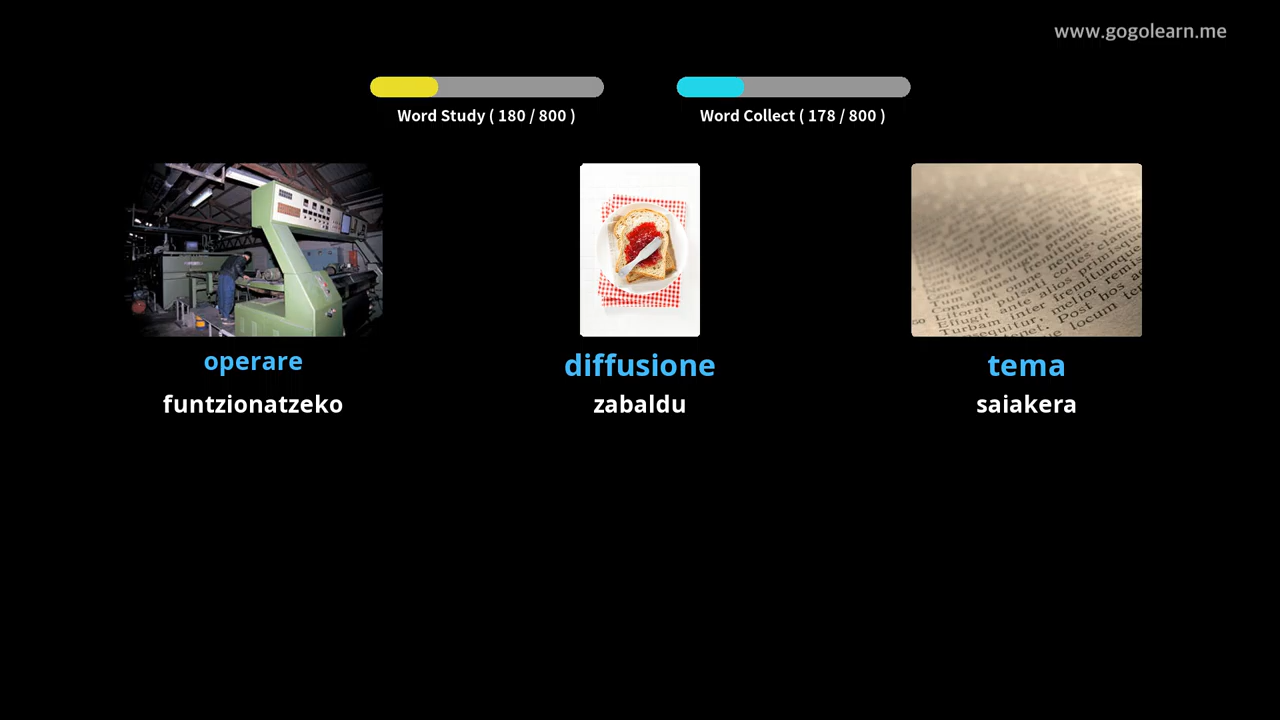 www.gogolearn.me
Word Study ( 180 / 800 )
Word Collect ( 178 / 800 )
operare
diffusione
tema
funtzionatzeko
zabaldu
saiakera